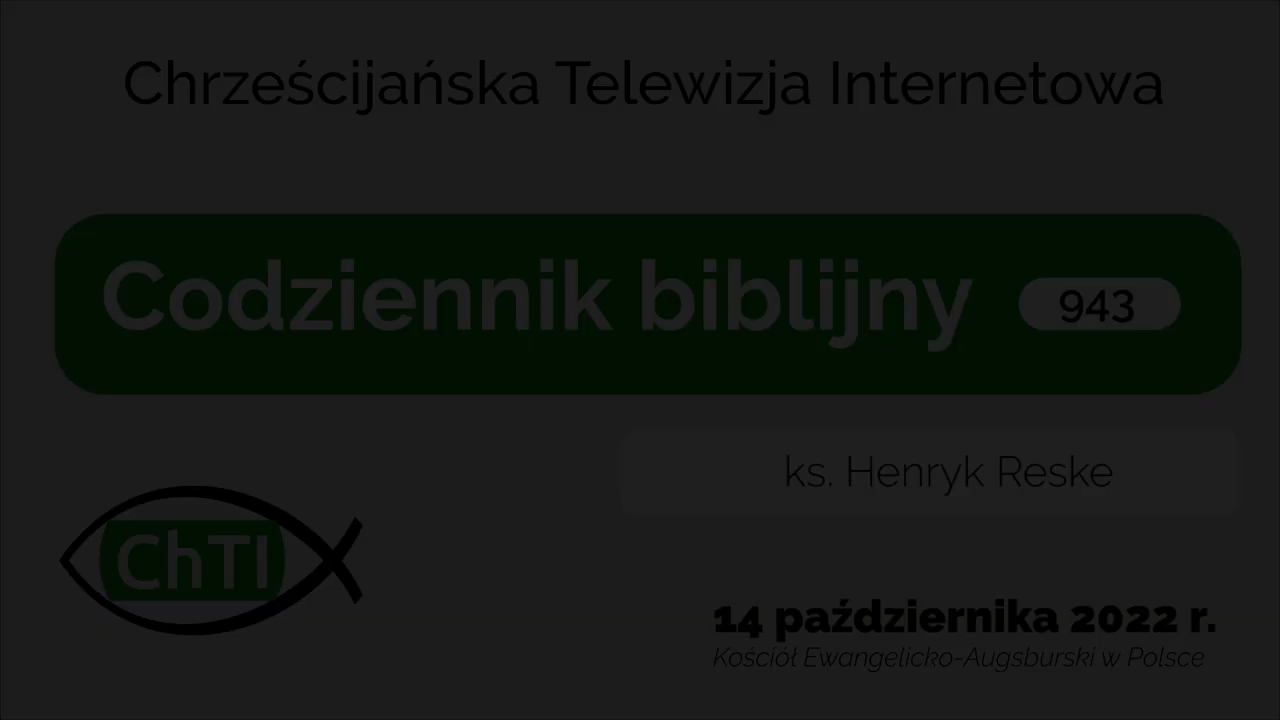 Chrześcijańska Telewizja Internetowa
Codziennik biblijny 943
ks. Henryk Reske
ChTI
14 października 2022 r.
Kościół Ewangelicko-Augsburski w Polsce